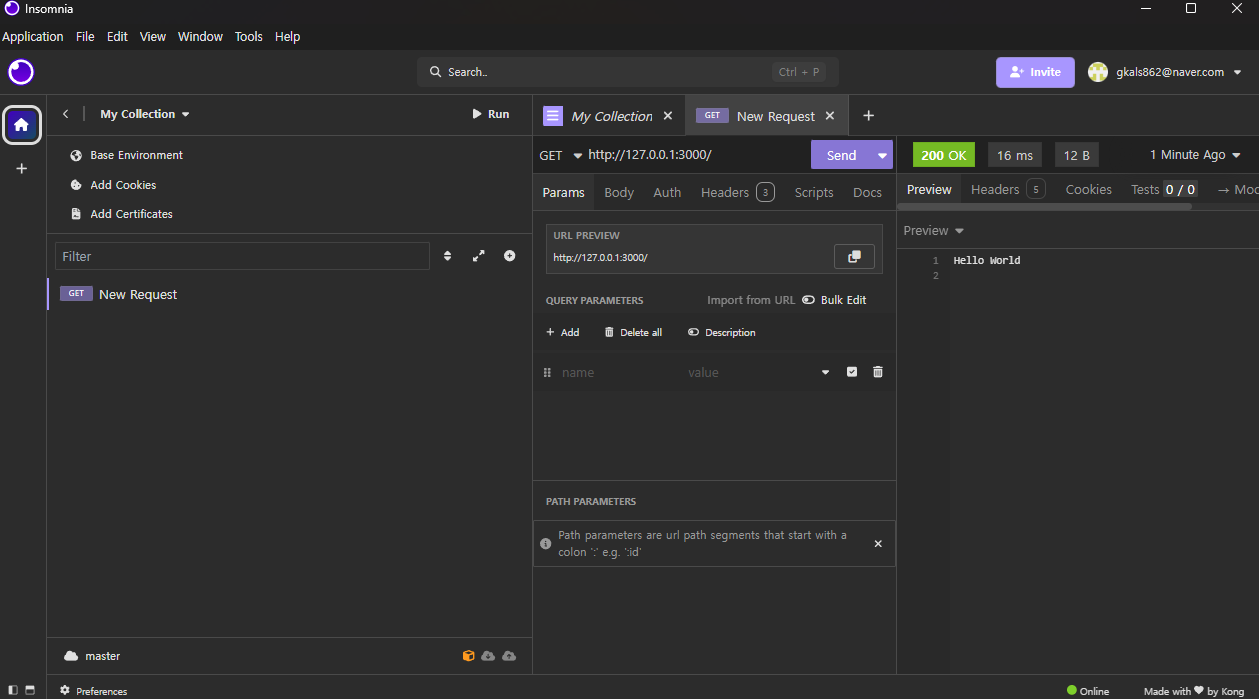 Insomnia
Application File Edit View Window Tools Help
Search.. Ctrl + P
Invite
gkals862@naver.com
My Collection
Run
Base Environment
Add Cookies
Add Certificates
Filter
GET New Request
master
Preferences
My Collection
GET New Request
GET http://127.0.0.1:3000/ Send
Params Body Auth Headers 3 Scripts Docs
URL PREVIEW
http://127.0.0.1:3000/
QUERY PARAMETERS Import from URL Bulk Edit
+ Add Delete all Description
name value
PATH PARAMETERS
Path parameters are url path segments that start with a
colon ':' e.g. ':id'
200 OK 16 ms 12 B 1 Minute Ago
Preview Headers 5 Cookies Tests 0 / 0 → Moc
Preview
1 Hello World
2
Online Made with ♥ by Kong